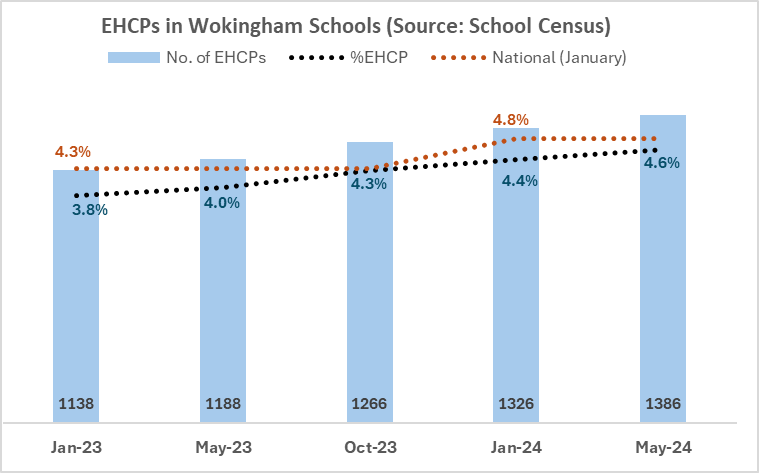 EHCPs in Wokingham Schools (Source: School Census)
No. of EHCPs %EHCP National (January)
4.3% 4.8%
3.8% 4.0% 4.3% 4.4% 4.6%
1138 1188 1266 1326 1386
Jan-23 May-23 Oct-23 Jan-24 May-24